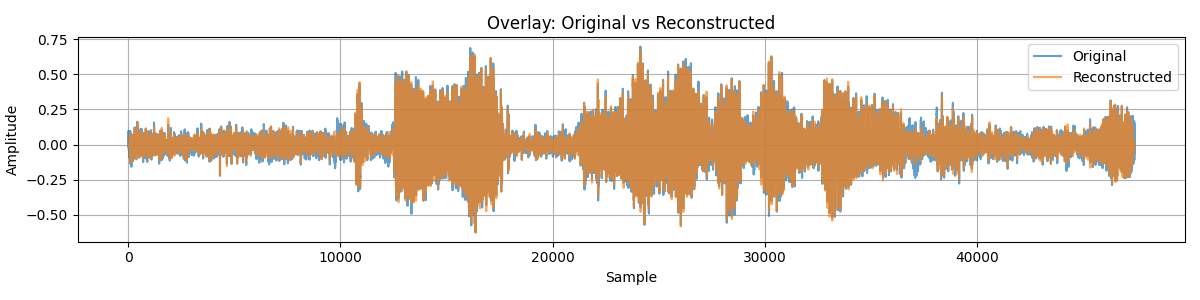 Overlay: Original vs Reconstructed
Amplitude
0.75
0.50
0.25
0.00
−0.25
−0.50
Original
Reconstructed
0
10000
20000
30000
40000
Sample